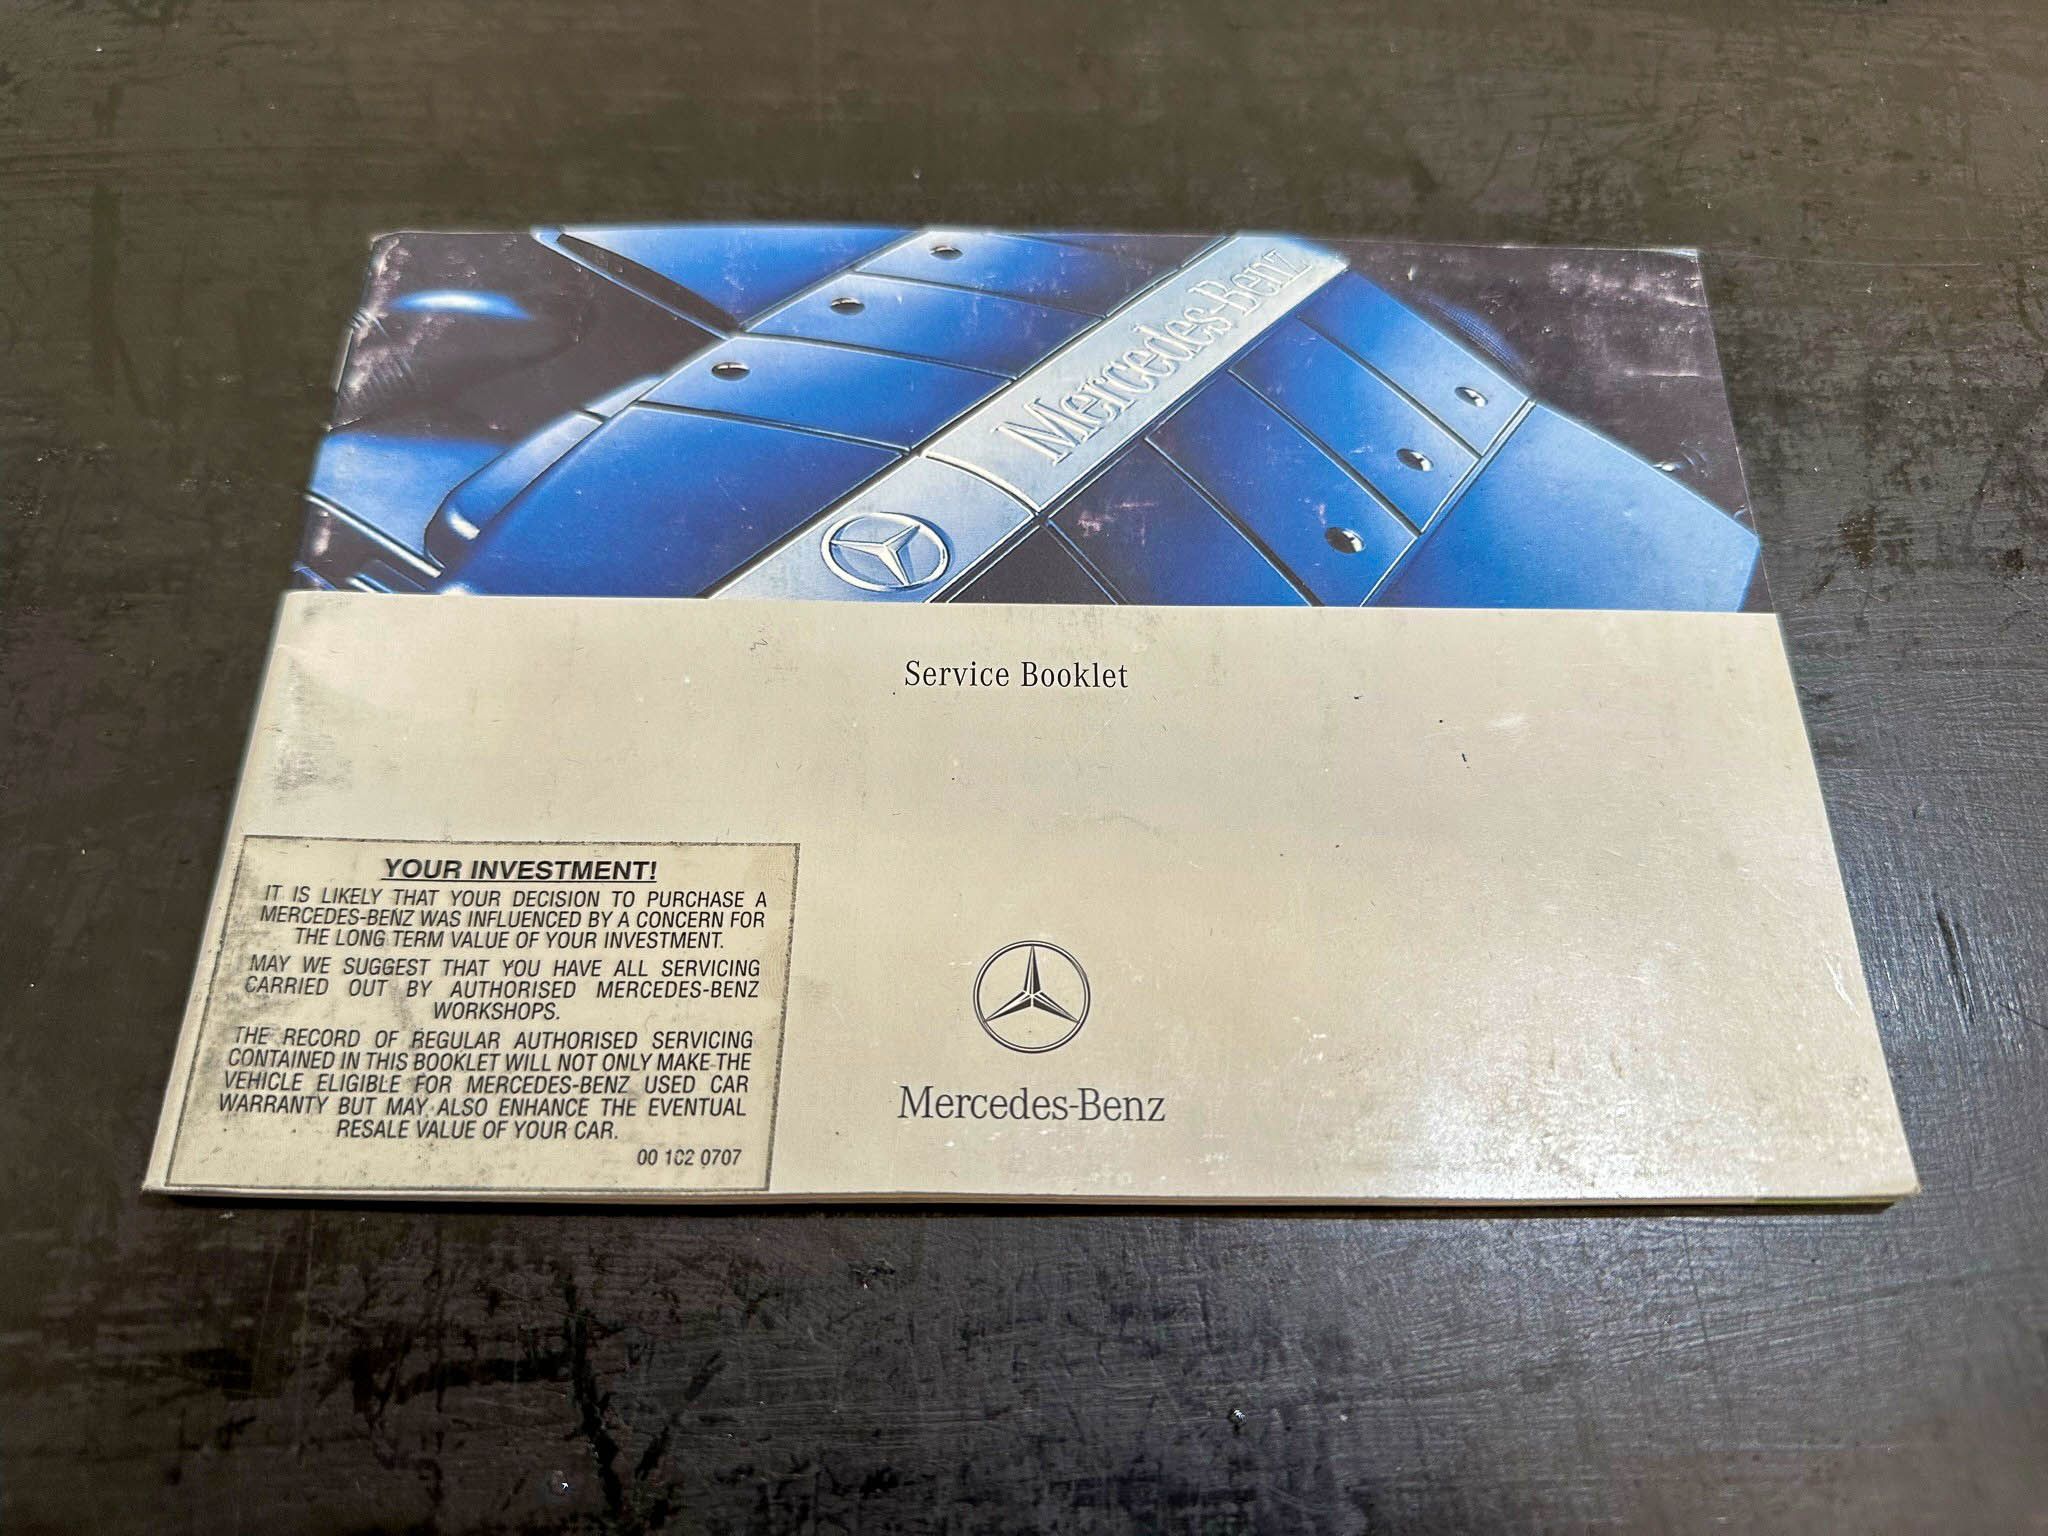 Mercedes-Benz
Service Booklet
YOUR INVESTMENT!
IT IS LIKELY THAT YOUR DECISION TO PURCHASE A
MERCEDES-BENZ WAS INFLUENCED BY A CONCERN FOR
THE LONG TERM VALUE OF YOUR INVESTMENT.
MAY WE SUGGEST THAT YOU HAVE ALL SERVICING
CARRIED OUT BY AUTHORISED MERCEDES-BENZ
WORKSHOPS.
THE RECORD OF REGULAR AUTHORISED SERVICING
CONTAINED IN THIS BOOKLET WILL NOT ONLY MAKE THE
VEHICLE ELIGIBLE FOR MERCEDES-BENZ USED CAR
WARRANTY BUT MAY ALSO ENHANCE THE EVENTUAL
RESALE VALUE OF YOUR CAR.
00 102 0707
Mercedes-Benz